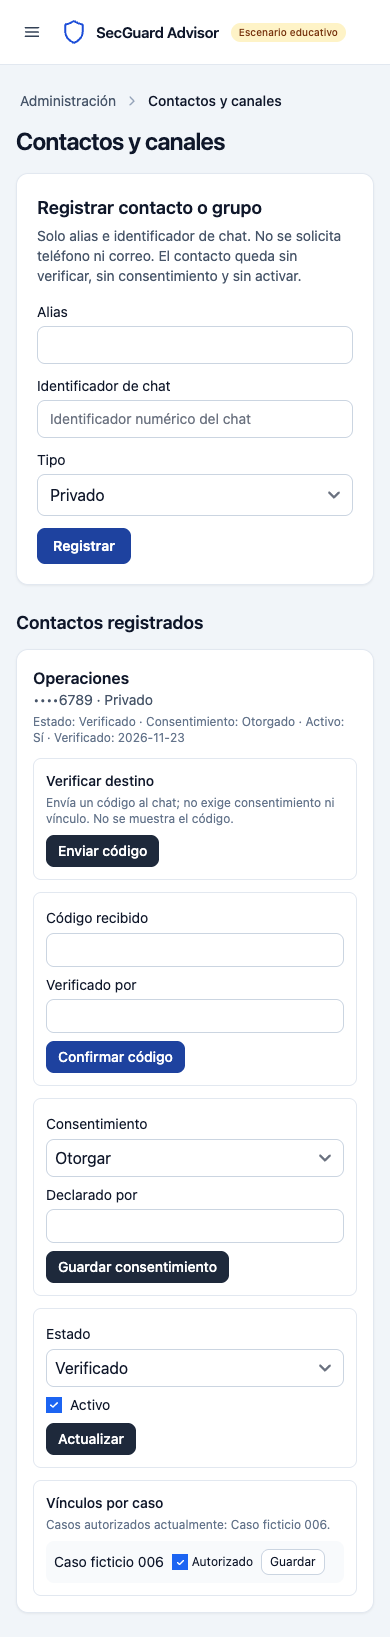 SecGuard Advisor
Escenario educativo
Administración > Contactos y canales
Contactos y canales
Registrar contacto o grupo
Solo alias e identificador de chat. No se solicita
teléfono ni correo. El contacto queda sin
verificar, sin consentimiento y sin activar.
Alias
Identificador de chat
Identificador numérico del chat
Tipo
Privado
Registrar
Contactos registrados
Operaciones
••••6789 · Privado
Estado: Verificado · Consentimiento: Otorgado · Activo:
Sí · Verificado: 2026-11-23
Verificar destino
Envía un código al chat; no exige consentimiento ni
vínculo. No se muestra el código.
Enviar código
Código recibido
Verificado por
Confirmar código
Consentimiento
Otorgar
Declarado por
Guardar consentimiento
Estado
Verificado
Activo
Actualizar
Vínculos por caso
Casos autorizados actualmente: Caso ficticio 006.
Caso ficticio 006 Autorizado Guardar